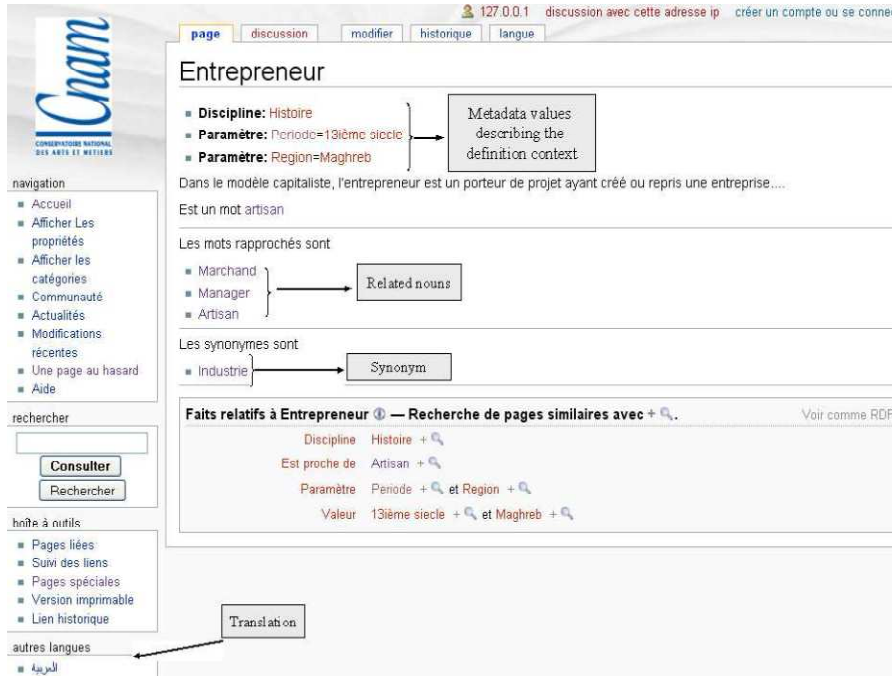 127.0.0.1 discussion avec cette adresse ip créer un compte ou se conne
page discussion modifier historique langue
Cnam
CONSERVATOIRE NATIONAL
DES ARTS ET METIERS
Entrepreneur
Discipline: Histoire
Paramètre: Periode=13ième siecle
Paramètre: Region=Maghreb
Metadata values
describing the
definition context
Dans le modèle capitaliste, l'entrepreneur est un porteur de projet ayant créé ou repris une entreprise....
Est un mot artisan
Les mots rapprochés sont
Marchand
Manager
Artisan
Related nouns
Les synonymes sont
Industrie
Synonym
Faits relatifs à Entrepreneur — Recherche de pages similaires avec + .
Voir comme RDF
Discipline Histoire +
Est proche de Artisan +
Paramètre Periode + et Region +
Valeur 13ième siecle + et Maghreb +
navigation
Accueil
Afficher Les
propriétés
Afficher les
catégories
Communauté
Actualités
Modifications
récentes
Une page au hasard
Aide
rechercher
Consulter
Rechercher
boîte à outils
Pages liées
Suivi des liens
Pages spéciales
Version imprimable
Lien historique
Translation
autres langues
العربية